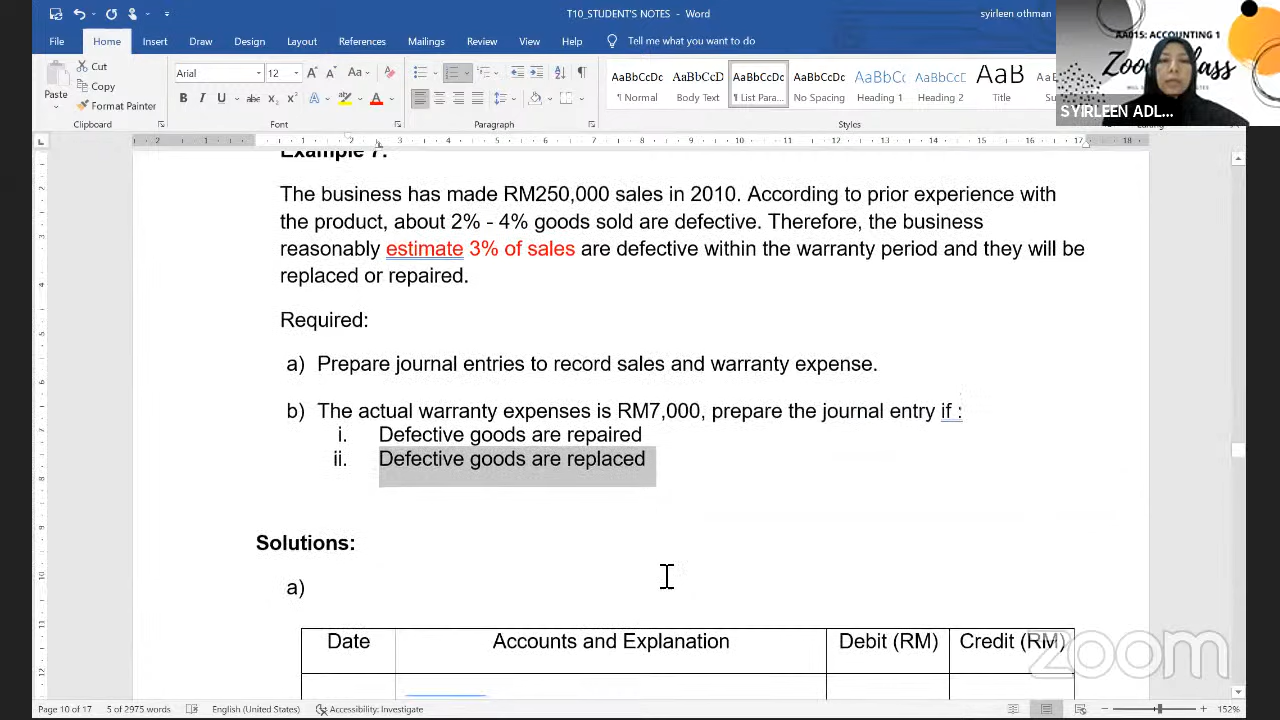 T10_STUDENT'S NOTES - Word
syirleen othman
File Home Insert Draw Design Layout References Mailings Review View Help Tell me what you want to do
AA015: ACCOUNTING 1
SYIRLEEN ADL...
Paste
Cut
Copy
Format Painter
Clipboard
Arial
12
Font
Paragraph
AaBbCcDc AaBbCcDc AaBbCcDc AaBbCcDc AaBbCc AaBbCcD AaB
¶ Normal Body Text ¶ List Para... No Spacing Heading 1 Heading 2 Title
Styles
Example 7:
The business has made RM250,000 sales in 2010. According to prior experience with
the product, about 2% - 4% goods sold are defective. Therefore, the business
reasonably estimate 3% of sales are defective within the warranty period and they will be
replaced or repaired.
Required:
a) Prepare journal entries to record sales and warranty expense.
b) The actual warranty expenses is RM7,000, prepare the journal entry if :
i. Defective goods are repaired
ii. Defective goods are replaced
Solutions:
a)
Date Accounts and Explanation Debit (RM) Credit (RM)
zoom
Page 10 of 17 5 of 2975 words English (United States) Accessibility: Investigate 152%